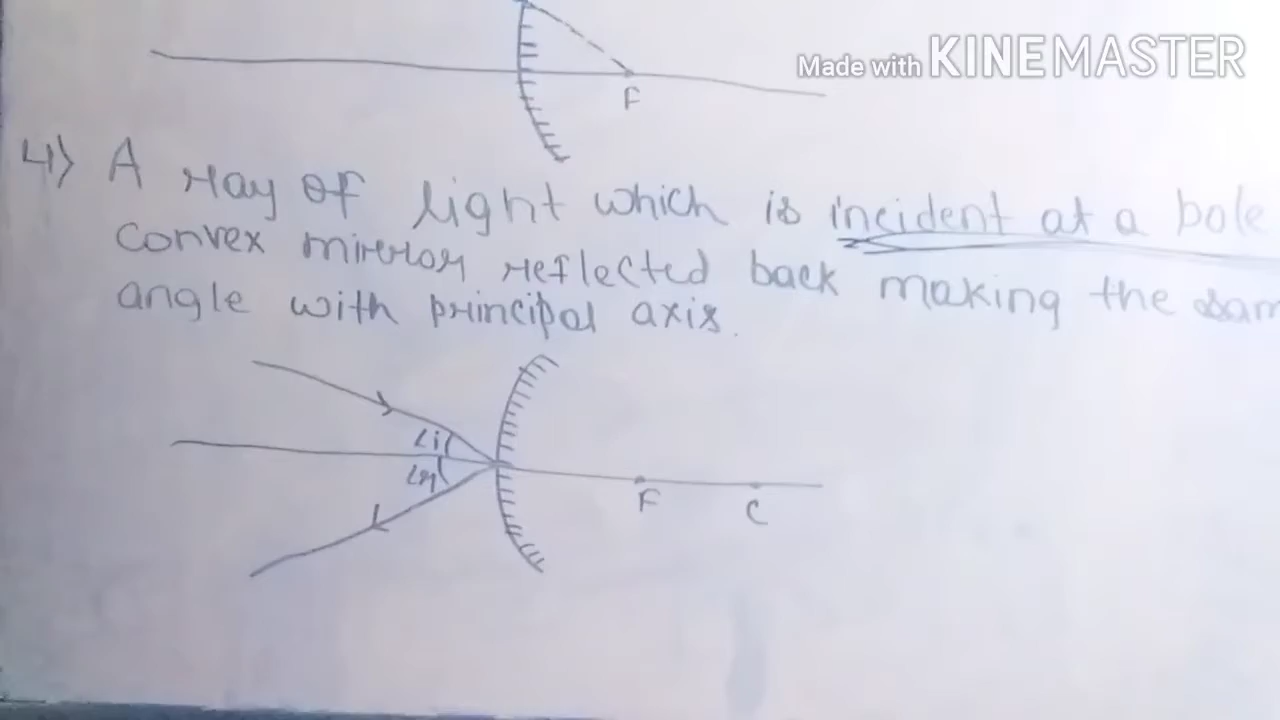 Made with KINEMASTER
F
4) A ray of light which is incident at a pole
convex mirror reflected back making the sam
angle with principal axis.
∠i
∠r
F
C